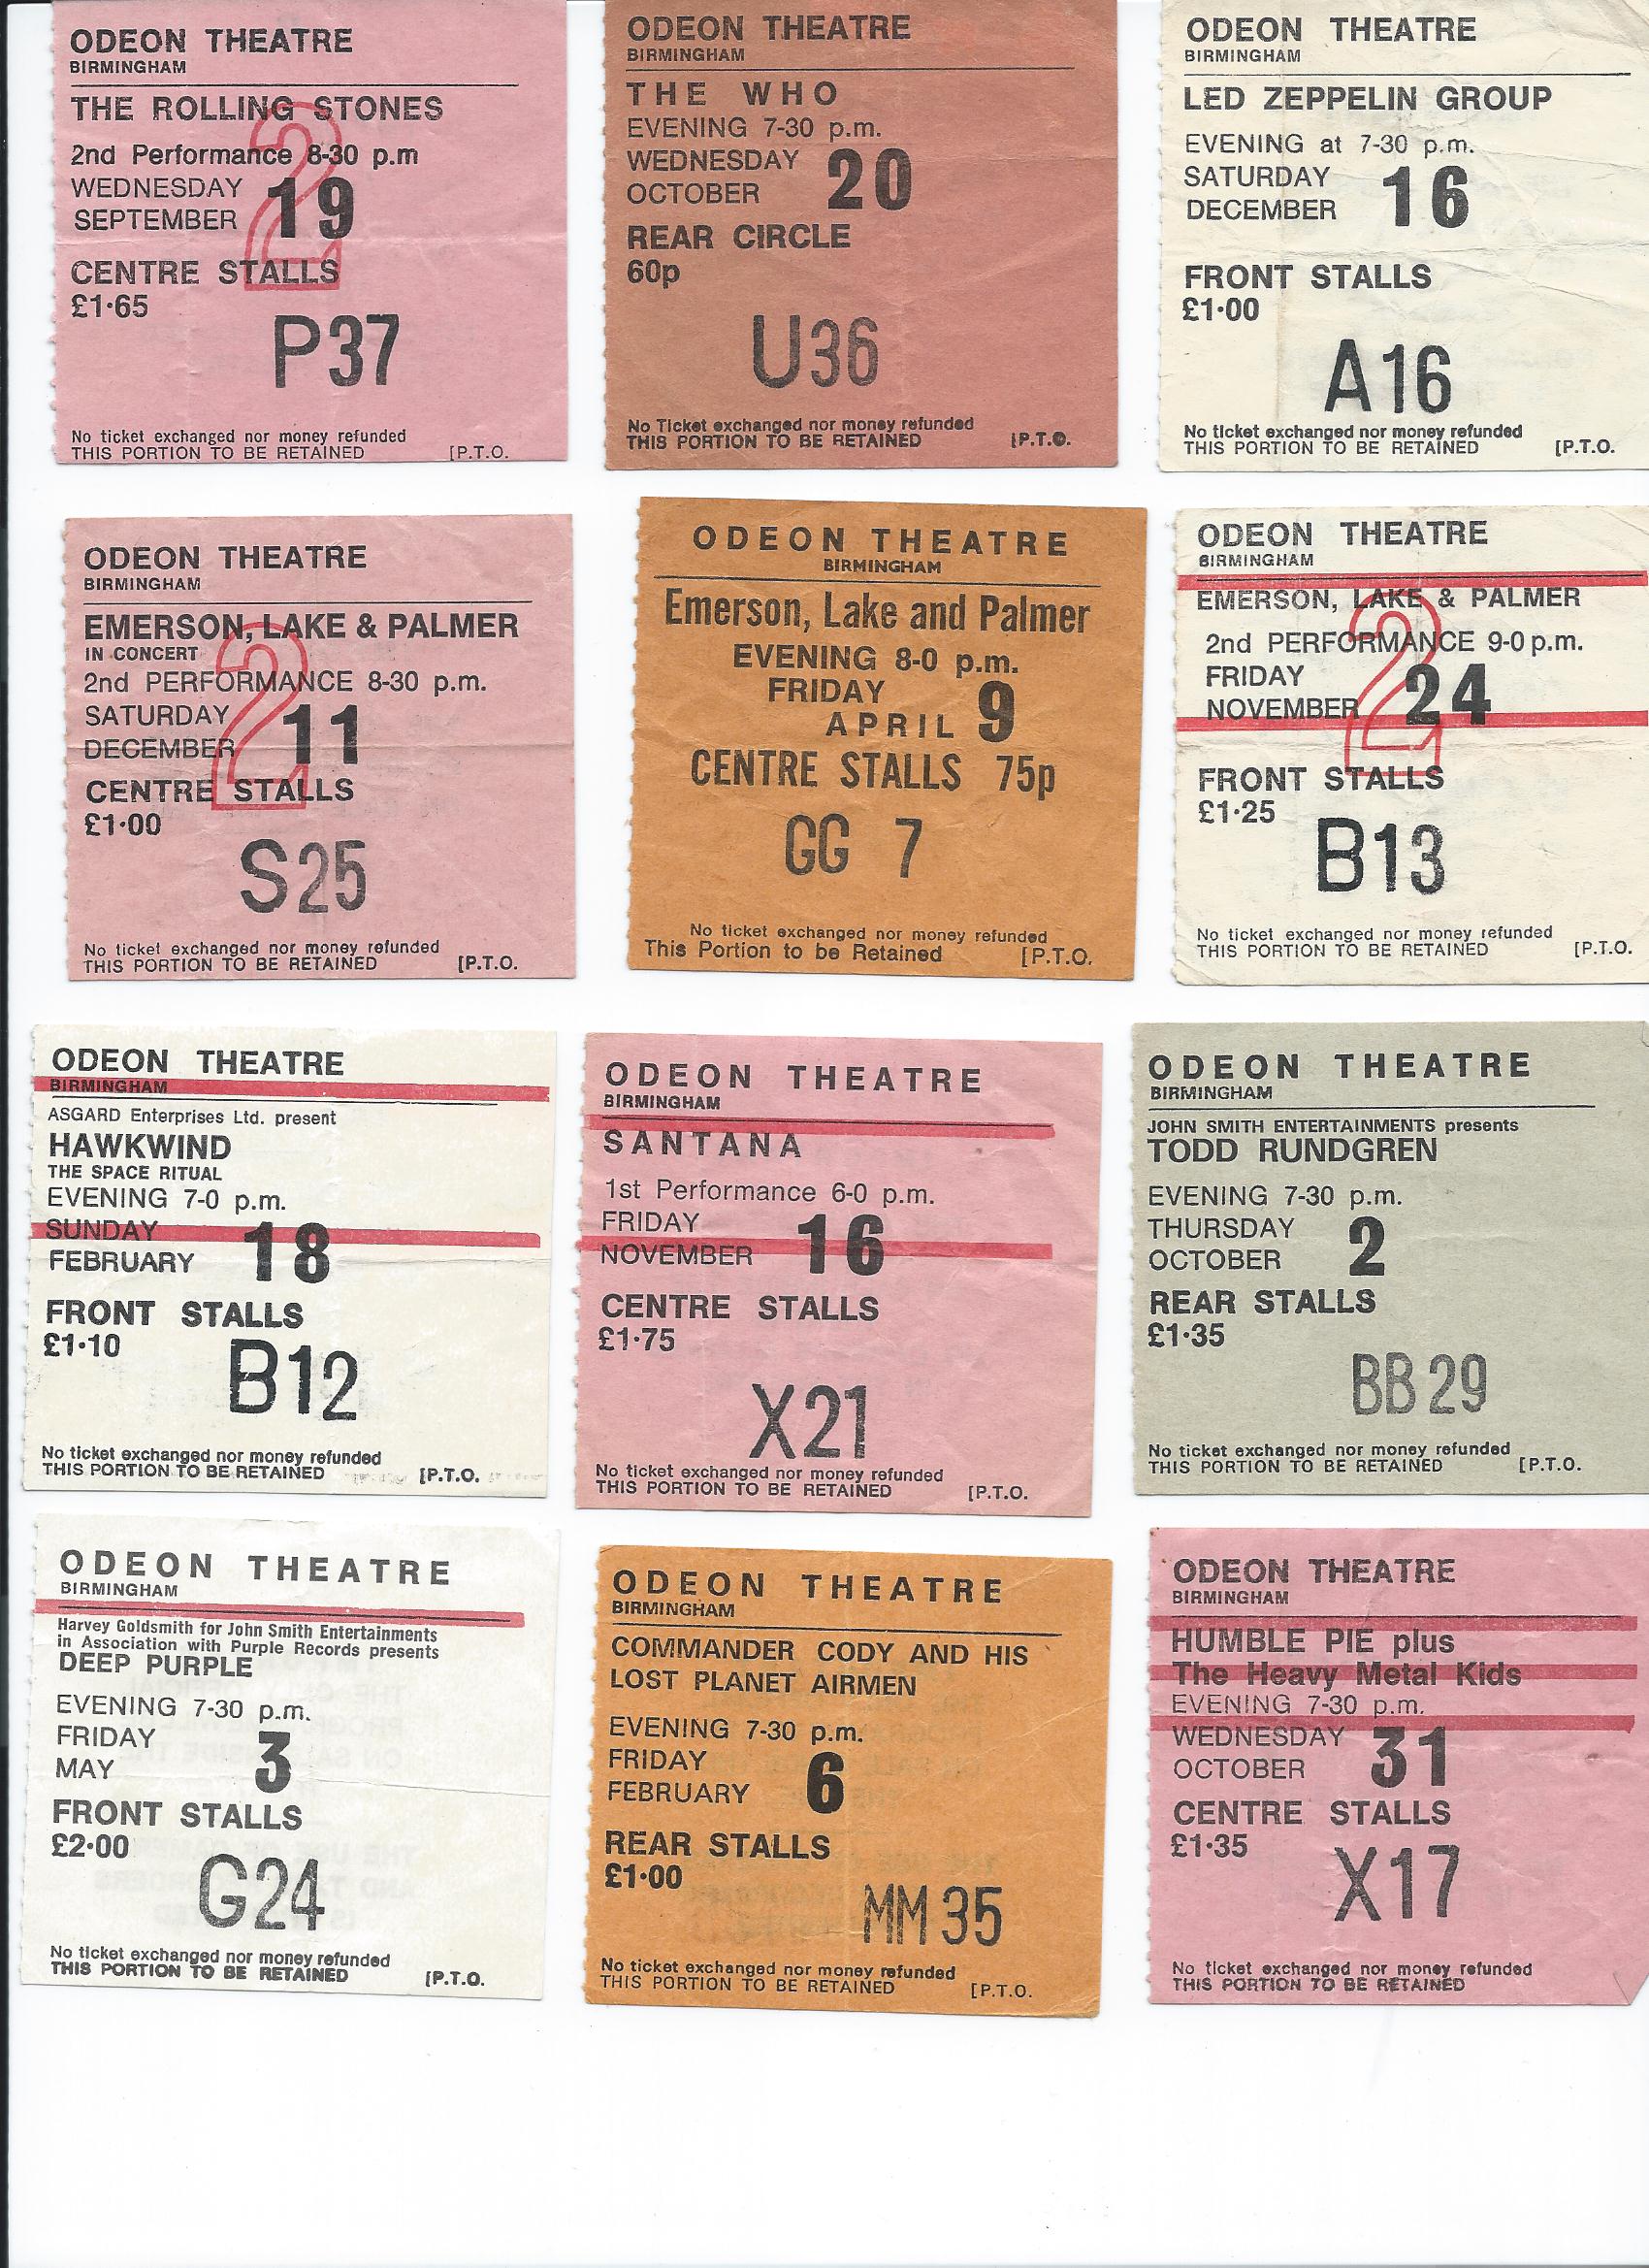 ODEON THEATRE
BIRMINGHAM
THE ROLLING STONES
2nd Performance 8-30 p.m
WEDNESDAY
SEPTEMBER 19
2
CENTRE STALLS
£1·65
P37
No ticket exchanged nor money refunded
THIS PORTION TO BE RETAINED [P.T.O.
ODEON THEATRE
BIRMINGHAM
THE WHO
EVENING 7-30 p.m.
WEDNESDAY
OCTOBER 20
REAR CIRCLE
60p
U36
No Ticket exchanged nor money refunded
THIS PORTION TO BE RETAINED [P.T.O.
ODEON THEATRE
BIRMINGHAM
LED ZEPPELIN GROUP
EVENING at 7-30 p.m.
SATURDAY
DECEMBER 16
FRONT STALLS
£1·00
A16
No ticket exchanged nor money refunded
THIS PORTION TO BE RETAINED [P.T.O.
ODEON THEATRE
BIRMINGHAM
EMERSON, LAKE & PALMER
IN CONCERT
2nd PERFORMANCE 8-30 p.m.
SATURDAY
DECEMBER 11
2
CENTRE STALLS
£1·00
S25
No ticket exchanged nor money refunded
THIS PORTION TO BE RETAINED [P.T.O.
ODEON THEATRE
BIRMINGHAM
Emerson, Lake and Palmer
EVENING 8-0 p.m.
FRIDAY
APRIL 9
CENTRE STALLS 75p
GG 7
No ticket exchanged nor money refunded
This Portion to be Retained [P.T.O.
ODEON THEATRE
BIRMINGHAM
EMERSON, LAKE & PALMER
2nd PERFORMANCE 9-0 p.m.
FRIDAY
NOVEMBER 24
2
FRONT STALLS
£1·25
B13
No ticket exchanged nor money refunded
THIS PORTION TO BE RETAINED [P.T.O.
ODEON THEATRE
BIRMINGHAM
ASGARD Enterprises Ltd. present
HAWKWIND
THE SPACE RITUAL
EVENING 7-0 p.m.
SUNDAY
FEBRUARY 18
FRONT STALLS
£1·10
B12
No ticket exchanged nor money refunded
THIS PORTION TO BE RETAINED [P.T.O.
ODEON THEATRE
BIRMINGHAM
SANTANA
1st Performance 6-0 p.m.
FRIDAY
NOVEMBER 16
CENTRE STALLS
£1·75
X21
No ticket exchanged nor money refunded
THIS PORTION TO BE RETAINED [P.T.O.
ODEON THEATRE
BIRMINGHAM
JOHN SMITH ENTERTAINMENTS presents
TODD RUNDGREN
EVENING 7-30 p.m.
THURSDAY
OCTOBER 2
REAR STALLS
£1·35
BB 29
No ticket exchanged nor money refunded
THIS PORTION TO BE RETAINED [P.T.O.
ODEON THEATRE
BIRMINGHAM
Harvey Goldsmith for John Smith Entertainments
in Association with Purple Records presents
DEEP PURPLE
EVENING 7-30 p.m.
FRIDAY
MAY 3
FRONT STALLS
£2·00
G24
No ticket exchanged nor money refunded
THIS PORTION TO BE RETAINED [P.T.O.
ODEON THEATRE
BIRMINGHAM
COMMANDER CODY AND HIS
LOST PLANET AIRMEN
EVENING 7-30 p.m.
FRIDAY
FEBRUARY 6
REAR STALLS
£1·00
MM 35
No ticket exchanged nor money refunded
THIS PORTION TO BE RETAINED [P.T.O.
ODEON THEATRE
BIRMINGHAM
HUMBLE PIE plus
The Heavy Metal Kids
EVENING 7-30 p.m.
WEDNESDAY
OCTOBER 31
CENTRE STALLS
£1·35
X17
No ticket exchanged nor money refunded
THIS PORTION TO BE RETAINED